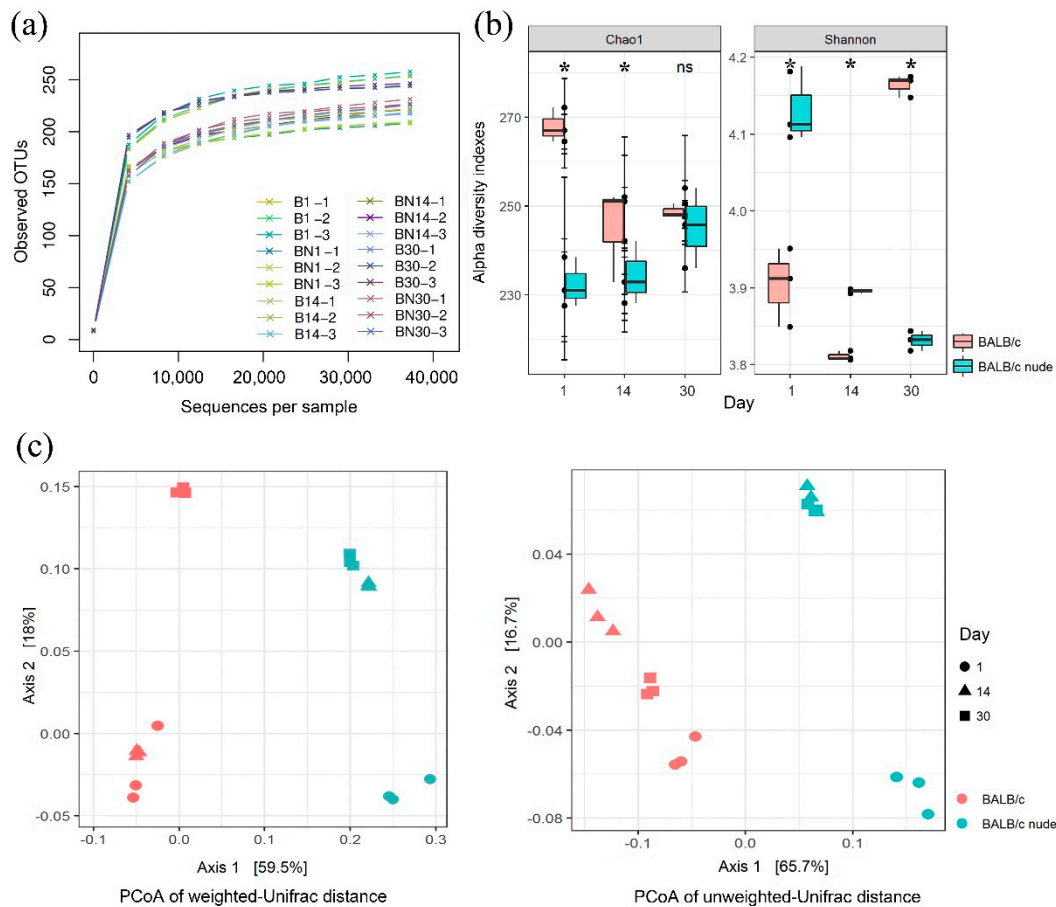 (a)
Observed OTUs
250
200
150
100
50
0
B1-1
B1-2
B1-3
BN1-1
BN1-2
BN1-3
B14-1
B14-2
B14-3
BN14-1
BN14-2
BN14-3
B30-1
B30-2
B30-3
BN30-1
BN30-2
BN30-3
0 10,000 20,000 30,000 40,000
Sequences per sample
(b)
Chao1
Shannon
* * ns
* * *
Alpha diversity indexes
270
250
230
4.2
4.1
4.0
3.9
3.8
1 14 30
1 14 30
Day
BALB/c
BALB/c nude
(c)
Axis 2 [18%]
0.15
0.10
0.05
0.00
-0.05
-0.1 0.0 0.1 0.2 0.3
Axis 1 [59.5%]
PCoA of weighted-Unifrac distance
Axis 2 [16.7%]
0.04
0.00
-0.04
-0.08
-0.1 0.0 0.1
Axis 1 [65.7%]
PCoA of unweighted-Unifrac distance
Day
1
14
30
BALB/c
BALB/c nude